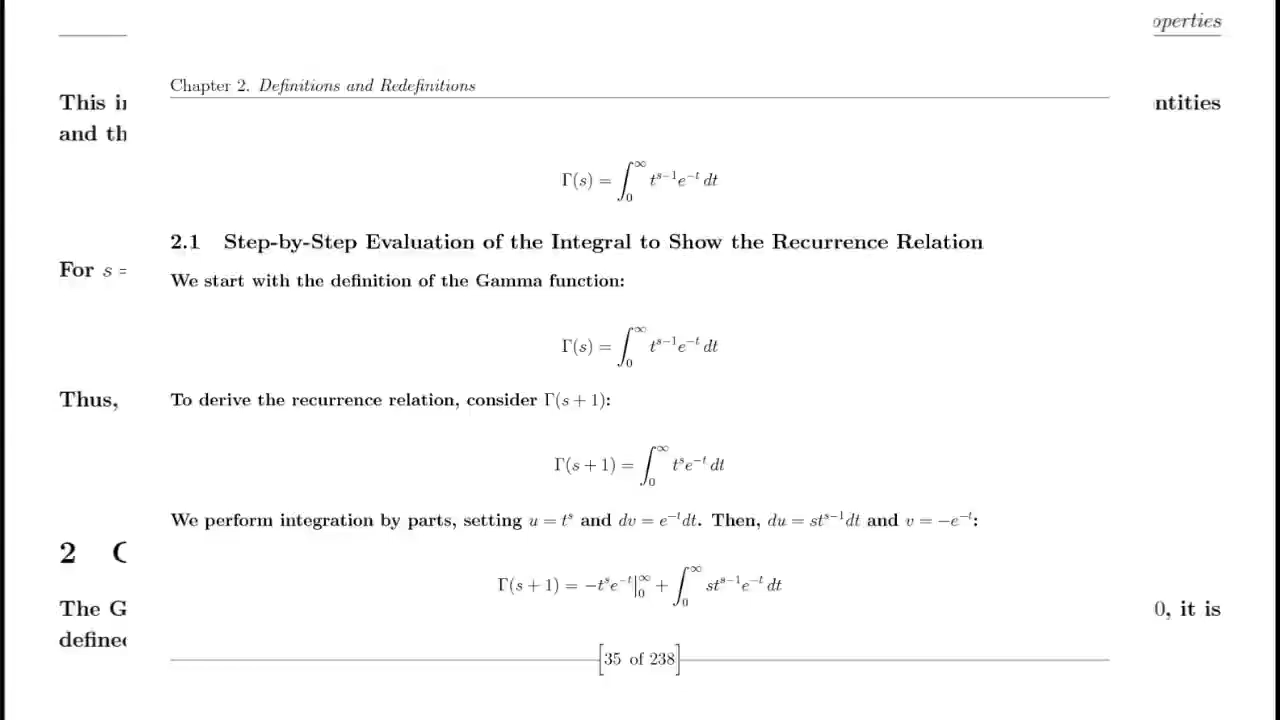 operties
This i
ntities
and th
Chapter 2. Definitions and Redefinitions
Γ(s) = ∫₀^∞ t^{s−1}e^{−t} dt
2.1 Step-by-Step Evaluation of the Integral to Show the Recurrence Relation
For s =
We start with the definition of the Gamma function:
Γ(s) = ∫₀^∞ t^{s−1}e^{−t} dt
Thus,
To derive the recurrence relation, consider Γ(s + 1):
Γ(s + 1) = ∫₀^∞ t^s e^{−t} dt
We perform integration by parts, setting u = t^s and dv = e^{−t}dt. Then, du = st^{s−1}dt and v = −e^{−t}:
2
Γ(s + 1) = −t^s e^{−t}|₀^∞ + ∫₀^∞ st^{s−1}e^{−t} dt
The G
0, it is
define
35 of 238